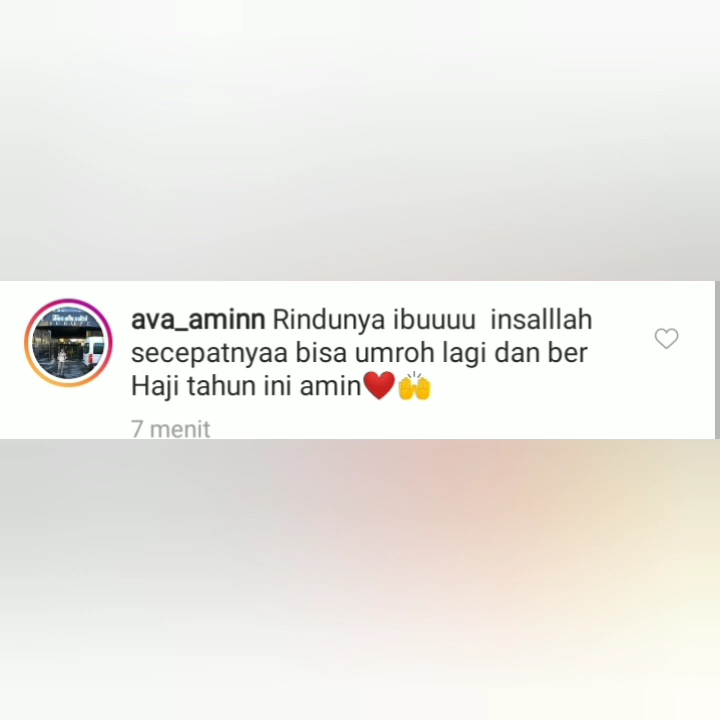 ava_aminn Rindunya ibuuuu insalllah
secepatnyaa bisa umroh lagi dan ber
Haji tahun ini amin❤️🙌
7 menit